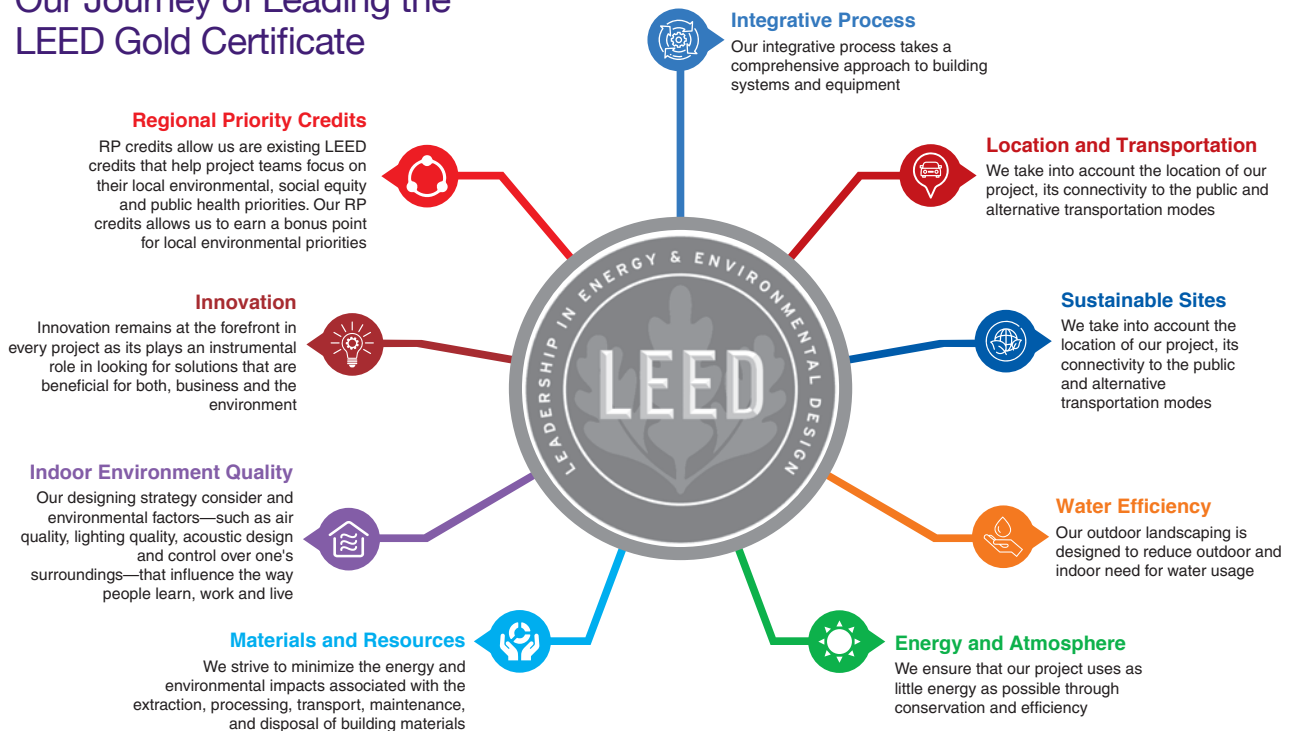 Our Journey of Leading the
LEED Gold Certificate
Integrative Process
Our integrative process takes a
comprehensive approach to building
systems and equipment
Regional Priority Credits
RP credits allow us are existing LEED
credits that help project teams focus on
their local environmental, social equity
and public health priorities. Our RP
credits allows us to earn a bonus point
for local environmental priorities
Location and Transportation
We take into account the location of our
project, its connectivity to the public and
alternative transportation modes
Innovation
Innovation remains at the forefront in
every project as its plays an instrumental
role in looking for solutions that are
beneficial for both, business and the
environment
Sustainable Sites
We take into account the
location of our project, its
connectivity to the public
and alternative
transportation modes
LEADERSHIP IN ENERGY & ENVIRONMENTAL DESIGN
LEED
Indoor Environment Quality
Our designing strategy consider and
environmental factors—such as air
quality, lighting quality, acoustic design
and control over one's
surroundings—that influence the way
people learn, work and live
Water Efficiency
Our outdoor landscaping is
designed to reduce outdoor and
indoor need for water usage
Materials and Resources
We strive to minimize the energy and
environmental impacts associated with the
extraction, processing, transport, maintenance,
and disposal of building materials
Energy and Atmosphere
We ensure that our project uses as
little energy as possible through
conservation and efficiency